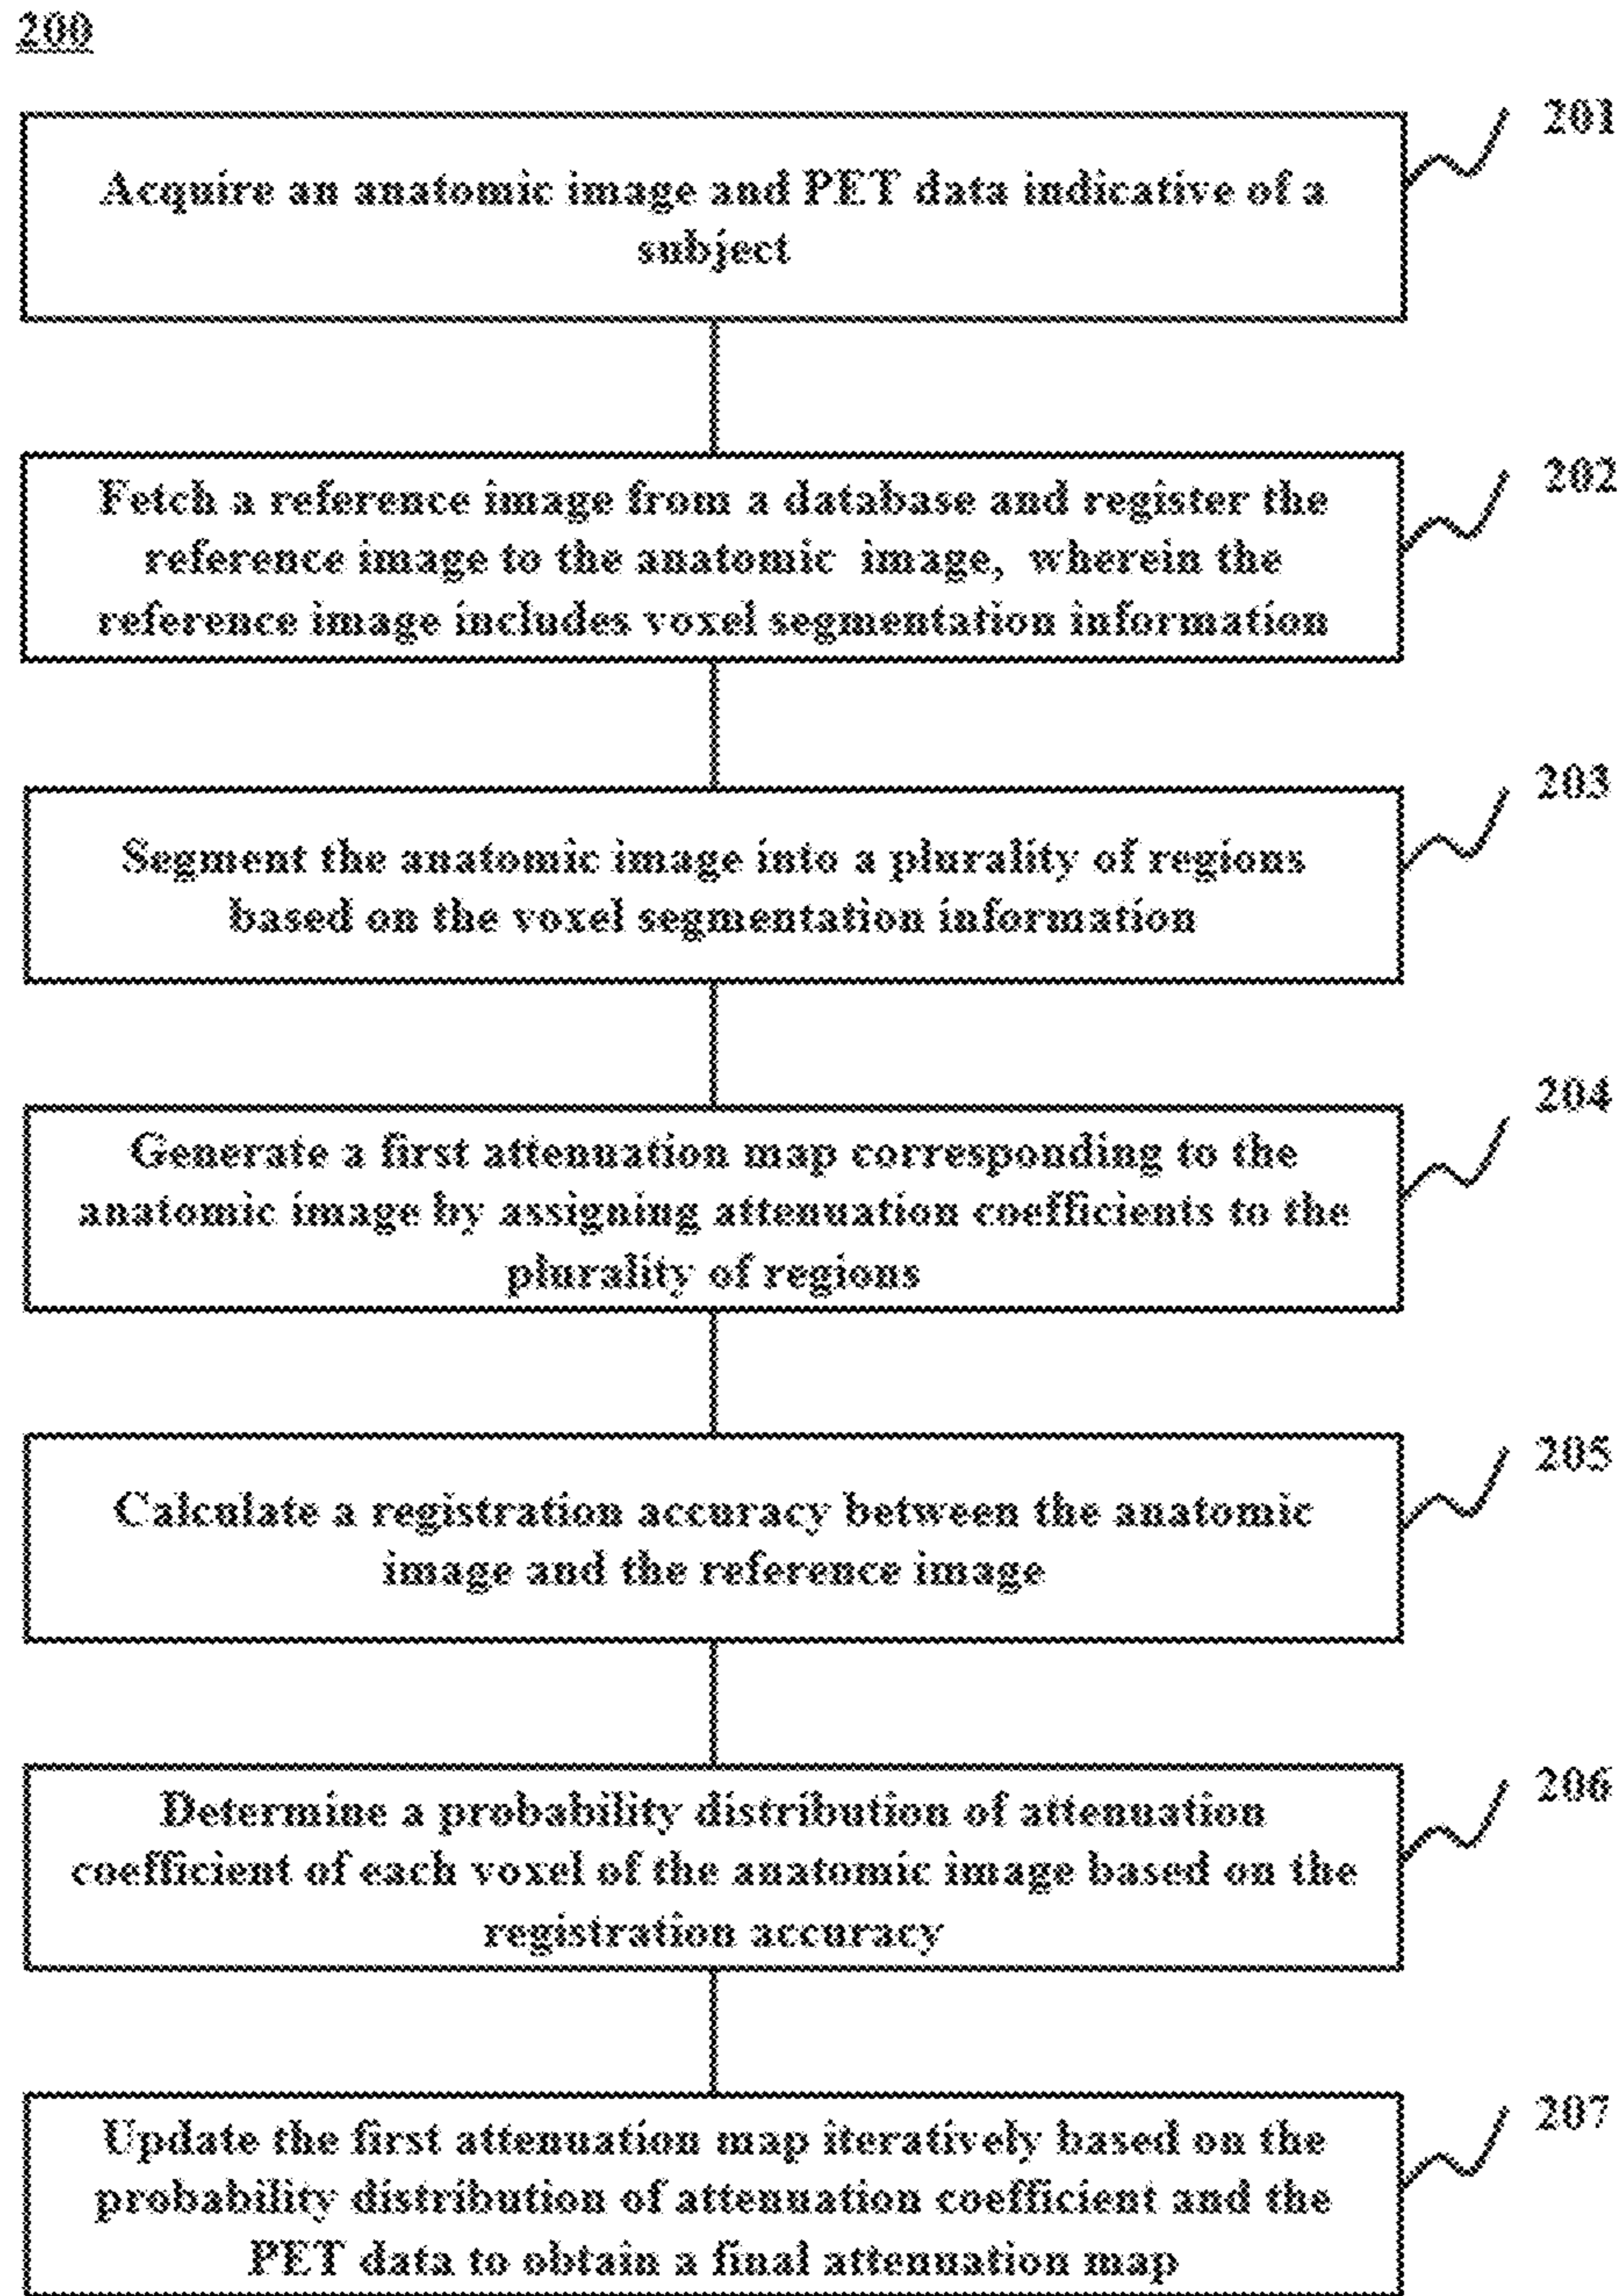 200
201
Acquire an anatomic image and PET data indicative of a
subject
202
Fetch a reference image from a database and register the
reference image to the anatomic image, wherein the
reference image includes voxel segmentation information
203
Segment the anatomic image into a plurality of regions
based on the voxel segmentation information
204
Generate a first attenuation map corresponding to the
anatomic image by assigning attenuation coefficients to the
plurality of regions
205
Calculate a registration accuracy between the anatomic
image and the reference image
206
Determine a probability distribution of attenuation
coefficient of each voxel of the anatomic image based on the
registration accuracy
207
Update the first attenuation map iteratively based on the
probability distribution of attenuation coefficient and the
PET data to obtain a final attenuation map